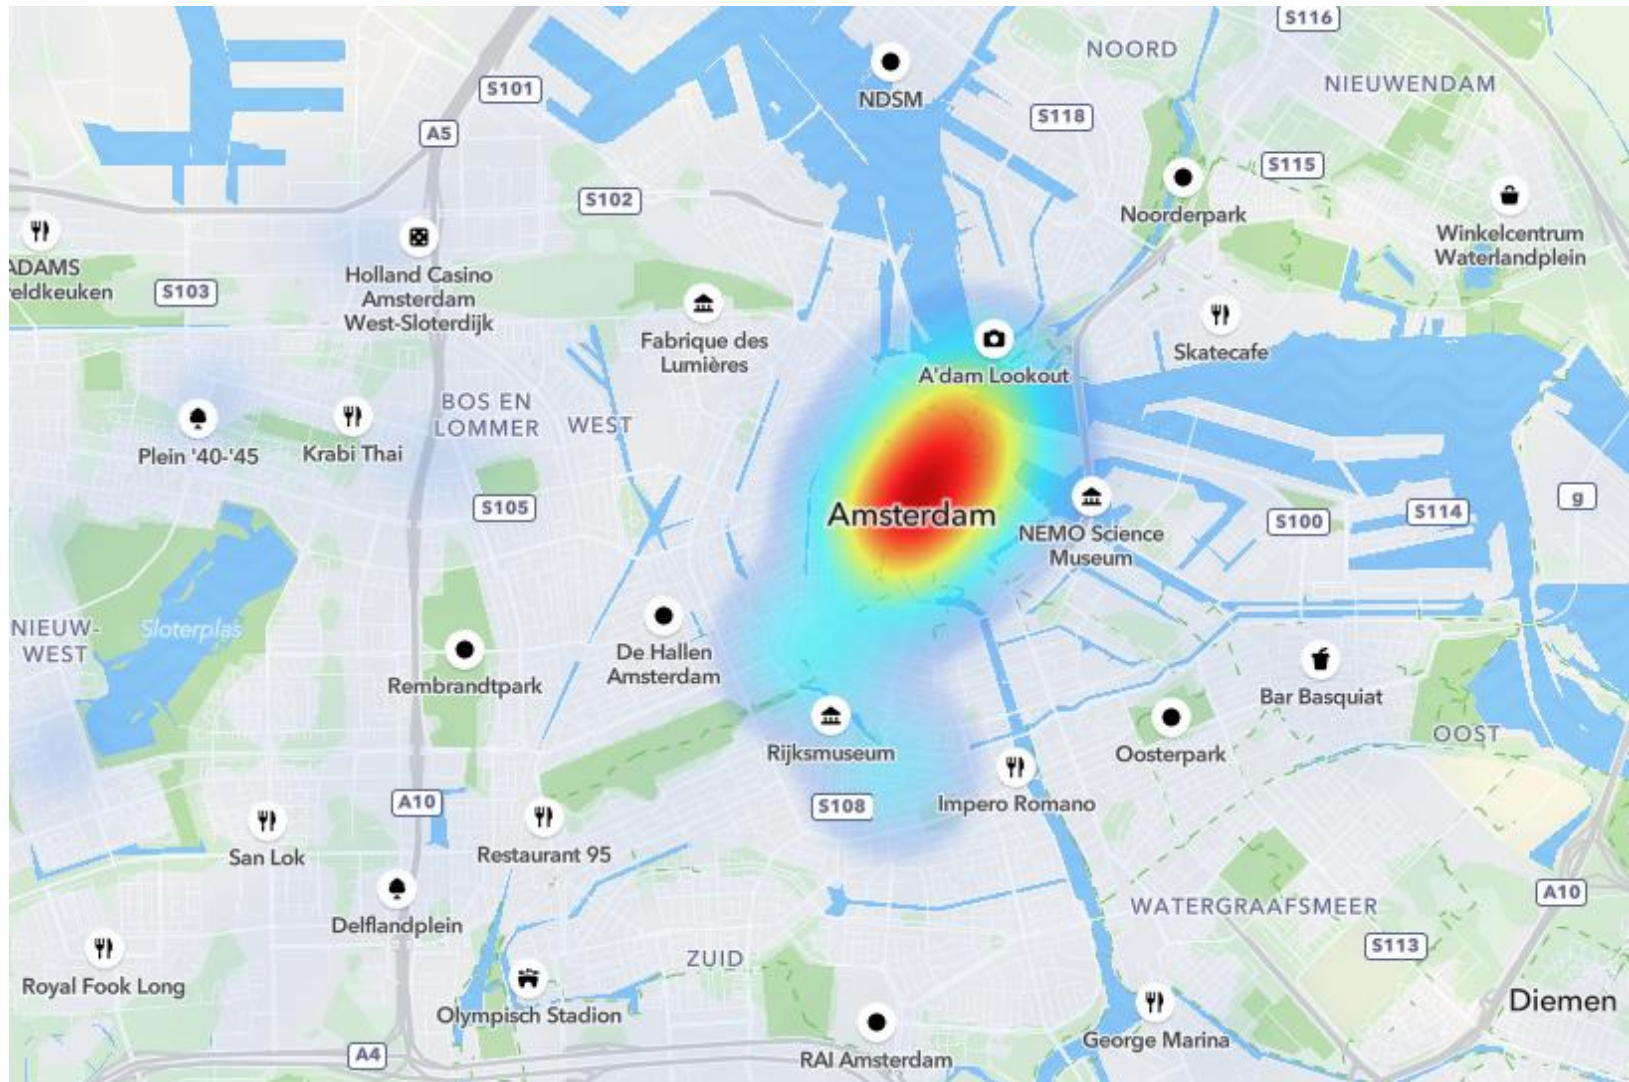 S116
NOORD
NIEUWENDAM
S101
NDSM
A5
S118
S115
S102
Noorderpark
Winkelcentrum
Waterlandplein
ADAMS
reldkeuken
S103
Holland Casino
Amsterdam
West-Sloterdijk
Fabrique des
Lumières
A'dam Lookout
Skatecafe
BOS EN
LOMMER
WEST
Plein '40-'45
Krabi Thai
S105
Amsterdam
NEMO Science
Museum
S100
S114
g
NIEUW-
WEST
Sloterplas
De Hallen
Amsterdam
Rembrandtpark
Bar Basquiat
Rijksmuseum
Oosterpark
OOST
A10
S108
Impero Romano
San Lok
Restaurant 95
Delflandplein
WATERGRAAFSMEER
A10
S113
ZUID
Royal Fook Long
Olympisch Stadion
Diemen
A4
RAI Amsterdam
George Marina